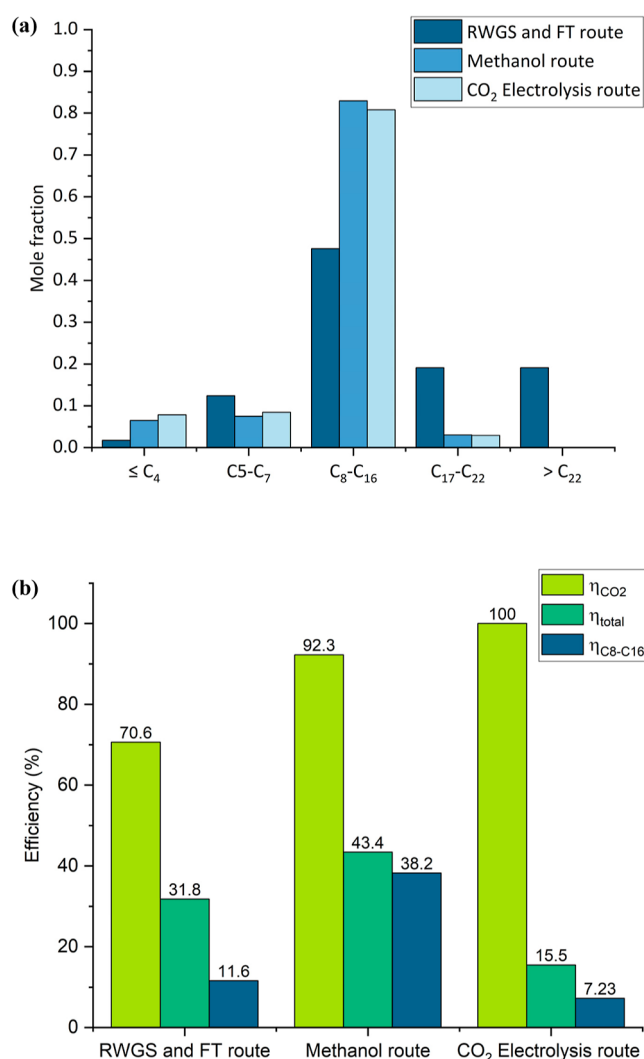 (a)
RWGS and FT route
Methanol route
CO₂ Electrolysis route
1.0
0.9
0.8
0.7
0.6
0.5
0.4
0.3
0.2
0.1
0.0
Mole fraction
≤ C₄
C5-C₇
C₈-C₁₆
C₁₇-C₂₂
> C₂₂
(b)
η_CO2
η_total
η_C8-C16
100
80
60
40
20
0
Efficiency (%)
70.6
31.8
11.6
92.3
43.4
38.2
100
15.5
7.23
RWGS and FT route
Methanol route
CO₂ Electrolysis route